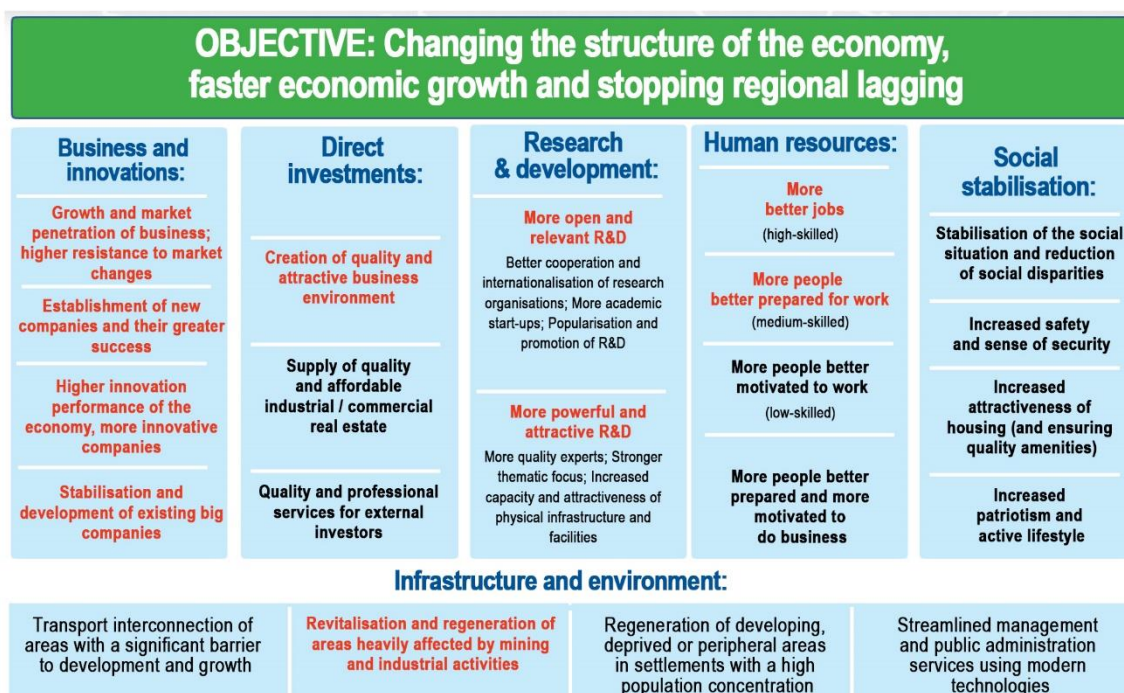 OBJECTIVE: Changing the structure of the economy,
faster economic growth and stopping regional lagging
Business and
innovations:
Growth and market
penetration of business;
higher resistance to market
changes
Establishment of new
companies and their greater
success
Higher innovation
performance of the
economy, more innovative
companies
Stabilisation and
development of existing big
companies
Direct
investments:
Creation of quality and
attractive business
environment
Supply of quality
and affordable
industrial / commercial
real estate
Quality and professional
services for external
investors
Research
& development:
More open and
relevant R&D
Better cooperation and
internationalisation of research
organisations; More academic
start-ups; Popularisation and
promotion of R&D
More powerful and
attractive R&D
More quality experts; Stronger
thematic focus; Increased
capacity and attractiveness of
physical infrastructure and
facilities
Human resources:
More
better jobs
(high-skilled)
More people
better prepared for work
(medium-skilled)
More people better
motivated to work
(low-skilled)
More people better
prepared and more
motivated to
do business
Social
stabilisation:
Stabilisation of the social
situation and reduction
of social disparities
Increased safety
and sense of security
Increased
attractiveness of
housing (and ensuring
quality amenities)
Increased
patriotism and
active lifestyle
Infrastructure and environment:
Transport interconnection of
areas with a significant barrier
to development and growth
Revitalisation and regeneration of
areas heavily affected by mining
and industrial activities
Regeneration of developing,
deprived or peripheral areas
in settlements with a high
population concentration
Streamlined management
and public administration
services using modern
technologies